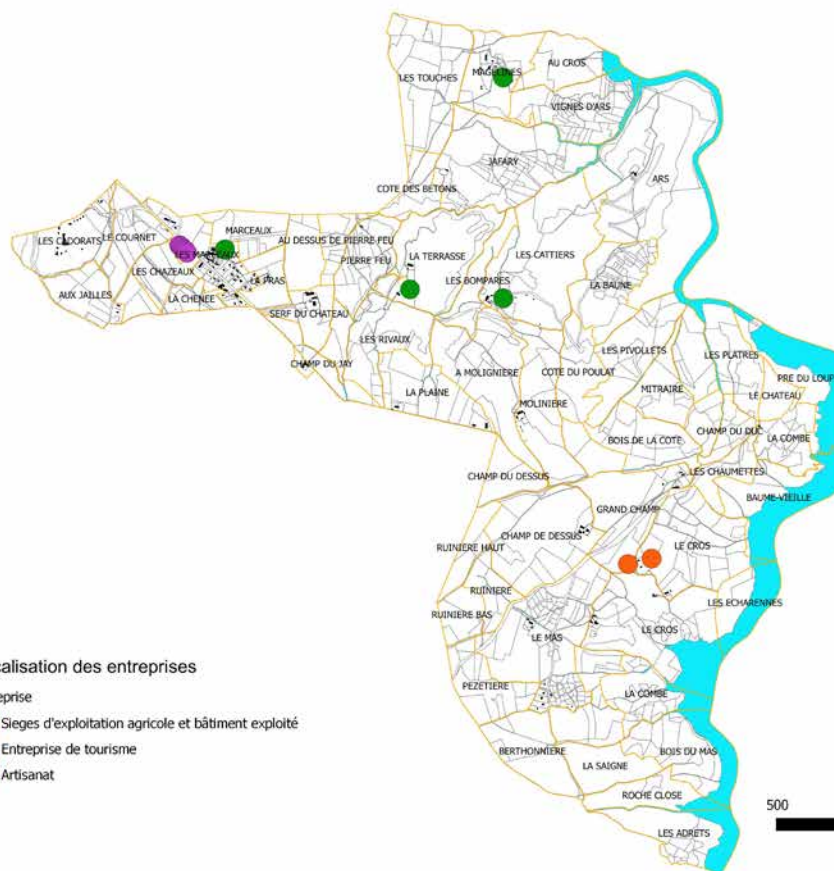 AU CROS
MAGELINES
LES TOUCHES
VIGNES D'ARS
JAFARY
ARS
COTE DES BETONS
MARCEAUX
LE COURNET
LES CADORATS
AU DESSUS DE PIERRE-FEU
LES MARCEAUX
LA TERRASSE
LES CATTIERS
PIERRE FEU
LES CHAZEAUX
LA PRAS
LES BOMPARES
LA BAUNE
AUX JAILLES
LA CHENEE
SERF DU CHATEAU
LES RIVAUX
LES PIVOLLETS
LES PLATRES
CHAMP DU JAY
A MOLIGNIERE
COTE DU POULAT
PRE DU LOUP
MITRAIRE
LE CHATEAU
LA PLAINE
MOLINIERE
CHAMP DU DUC
BOIS DE LA COTE
LA COMBE
CHAMP DU DESSUS
LES CHAUMETTES
BAUME-VIEILLE
GRAND CHAMP
CHAMP DE DESSUS
RUINIERE HAUT
LE CROS
RUINIERE
LES ECHARENNES
RUINIERE BAS
LE CROS
LE MAS
calisation des entreprises
eprise
PEZETIERE
LA COMBE
Sieges d'exploitation agricole et bâtiment exploité
Entreprise de tourisme
BERTHONNIERE
BOIS DU MAS
LA SAIGNE
Artisanat
ROCHE CLOSE
500
LES ADRETS